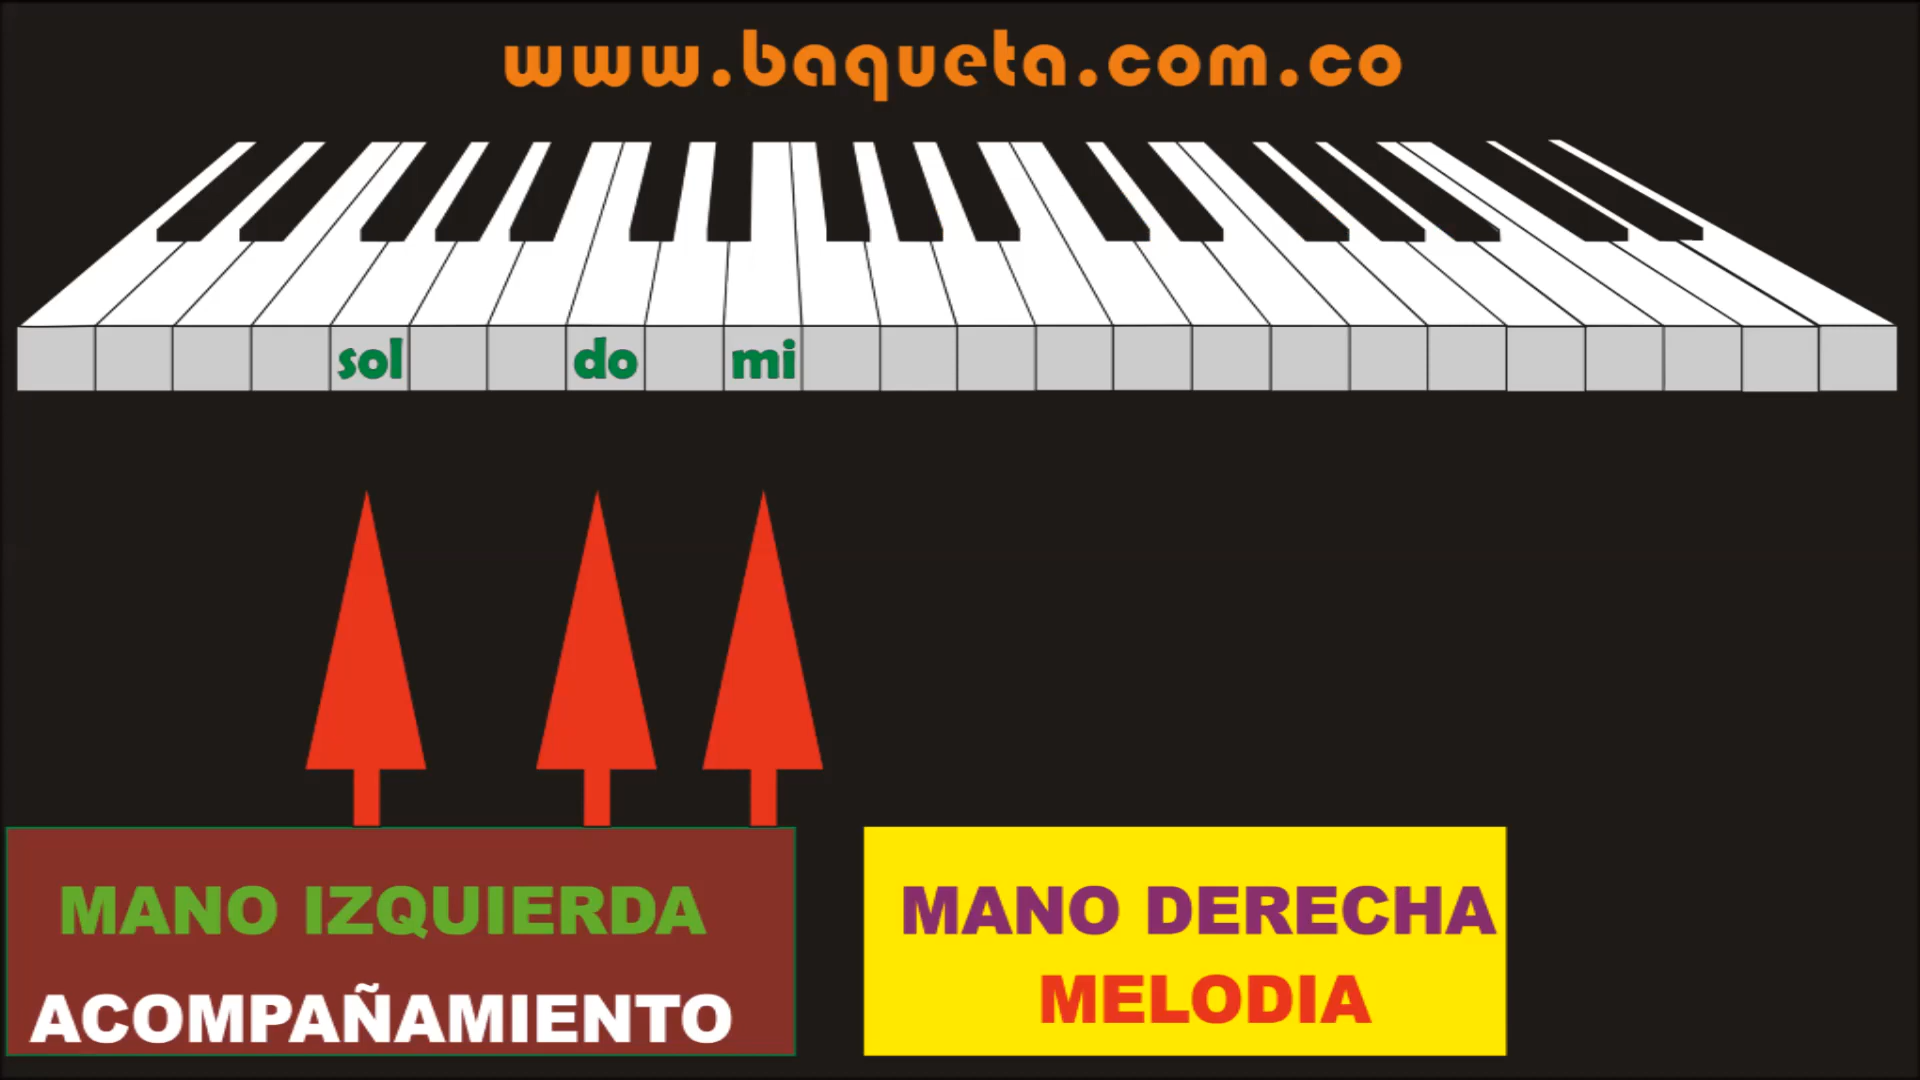 www.baqueta.com.co
sol do mi
MANO IZQUIERDA
ACOMPAÑAMIENTO
MANO DERECHA
MELODIA